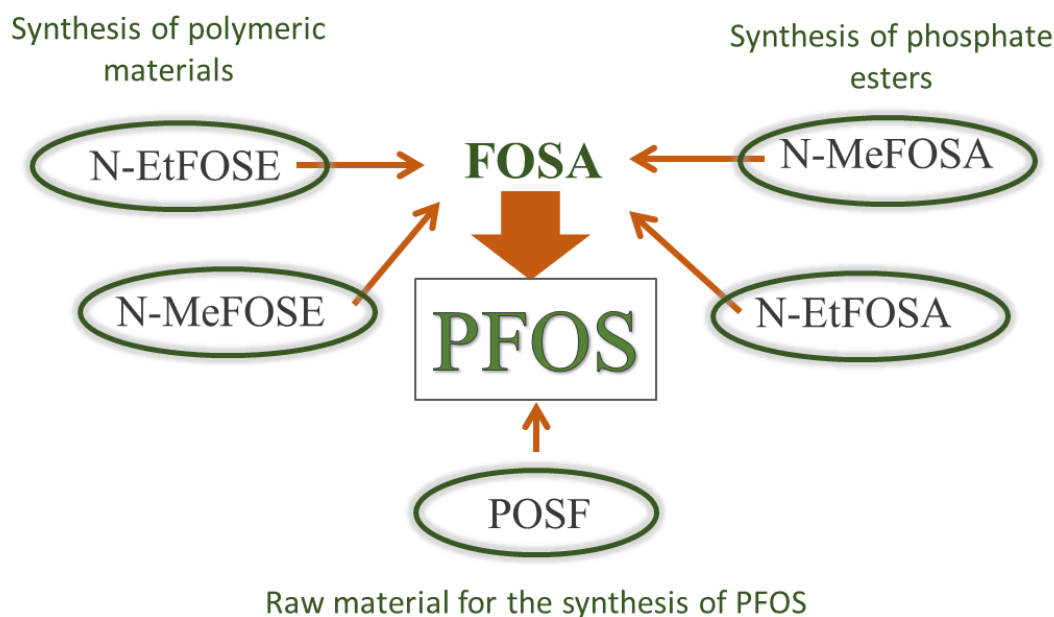 Synthesis of polymeric
materials
Synthesis of phosphate
esters
N-EtFOSE
FOSA
N-MeFOSA
N-MeFOSE
PFOS
N-EtFOSA
POSF
Raw material for the synthesis of PFOS